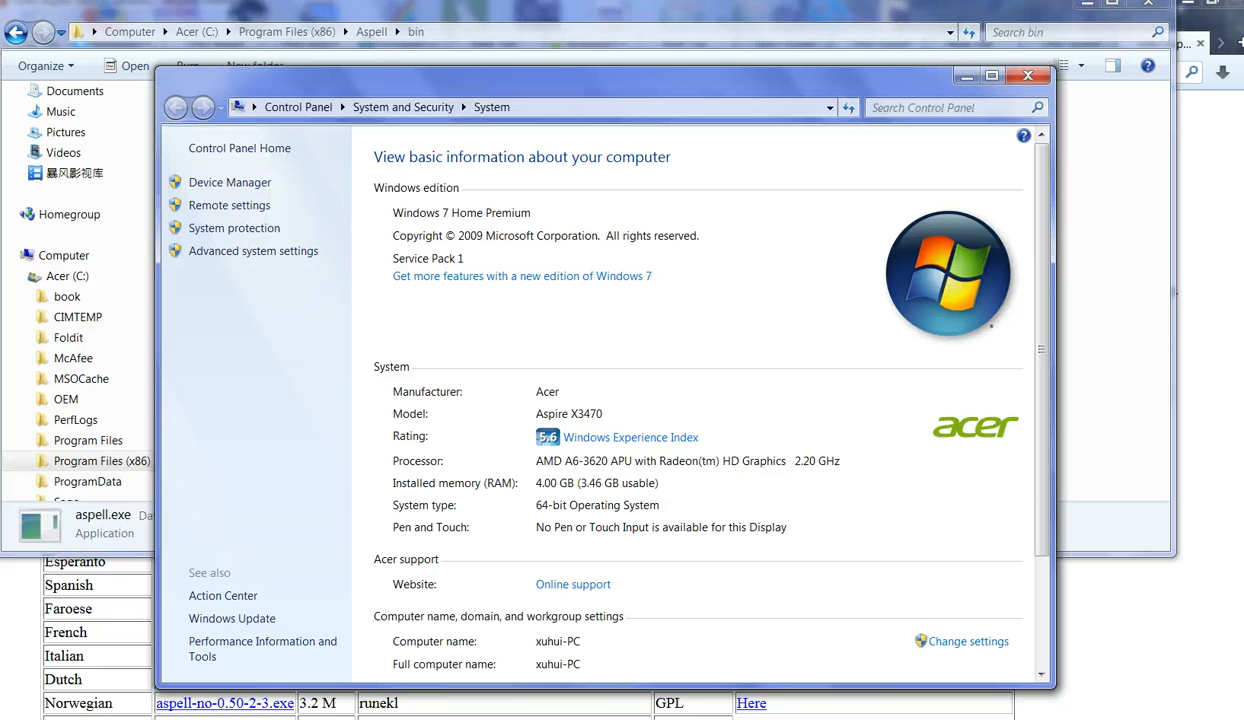 Computer Acer (C:) Program Files (x86) Aspell bin Search bin
Organize Open
Documents
Music
Pictures
Videos
暴风影视库
Homegroup
Computer
Acer (C:)
book
CIMTEMP
Foldit
McAfee
MSOCache
OEM
PerfLogs
Program Files
Program Files (x86)
ProgramData
aspell.exe
Application
Control Panel System and Security System Search Control Panel
Control Panel Home
Device Manager
Remote settings
System protection
Advanced system settings
See also
Action Center
Windows Update
Performance Information and
Tools
View basic information about your computer
Windows edition
Windows 7 Home Premium
Copyright © 2009 Microsoft Corporation. All rights reserved.
Service Pack 1
Get more features with a new edition of Windows 7
System
Manufacturer: Acer
Model: Aspire X3470
Rating: 5,6 Windows Experience Index
Processor: AMD A6-3620 APU with Radeon(tm) HD Graphics 2.20 GHz
Installed memory (RAM): 4.00 GB (3.46 GB usable)
System type: 64-bit Operating System
Pen and Touch: No Pen or Touch Input is available for this Display
acer
Acer support
Website: Online support
Computer name, domain, and workgroup settings
Computer name: xuhui-PC Change settings
Full computer name: xuhui-PC
Esperanto
Spanish
Faroese
French
Italian
Dutch
Norwegian aspell-no-0.50-2-3.exe 3.2 M runekl GPL Here